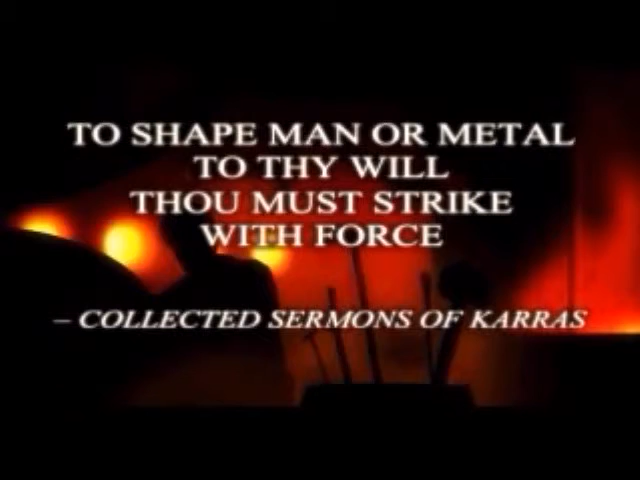 TO SHAPE MAN OR METAL
TO THY WILL
THOU MUST STRIKE
WITH FORCE
– COLLECTED SERMONS OF KARRAS